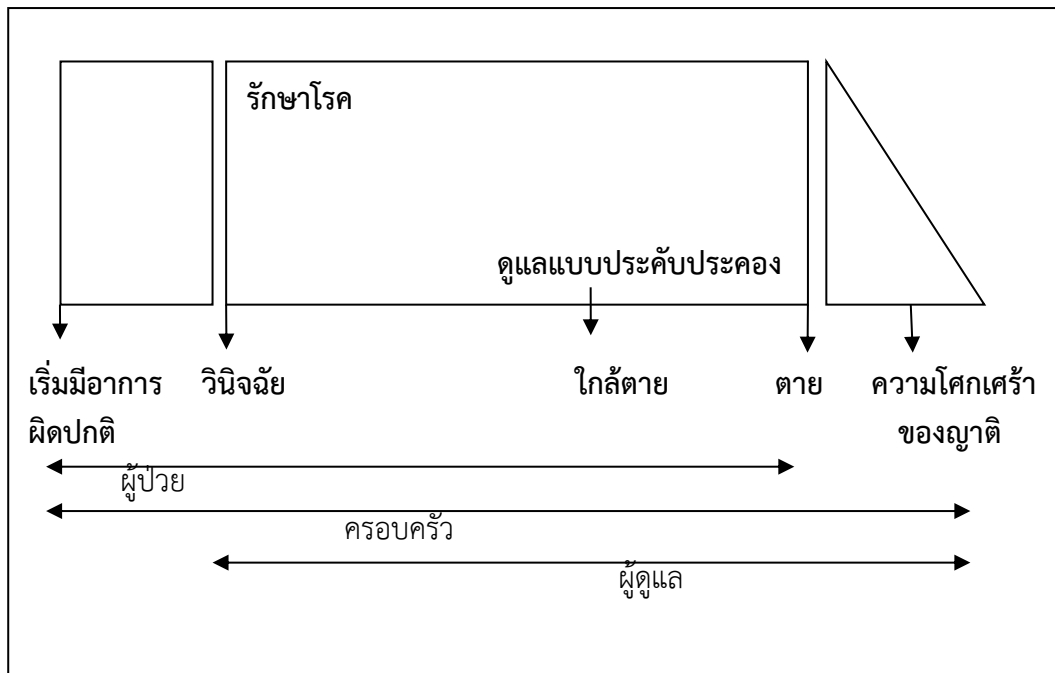 รักษาโรค
ดูแลแบบประคับประคอง
เริ่มมีอาการ
ผิดปกติ
วินิจฉัย
ใกล้ตาย
ตาย
ความโศกเศร้า
ของญาติ
ผู้ป่วย
ครอบครัว
ผู้ดูแล